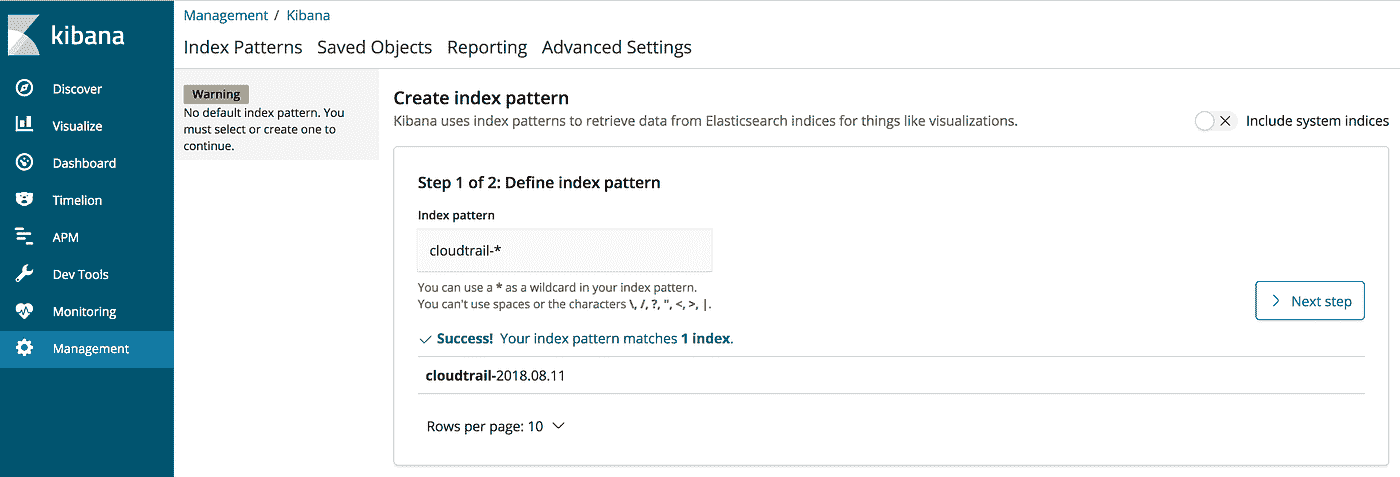 kibana
Discover
Visualize
Dashboard
Timelion
APM
Dev Tools
Monitoring
Management
Management / Kibana
Index Patterns Saved Objects Reporting Advanced Settings
Warning
No default index pattern. You
must select or create one to
continue.
Create index pattern
Kibana uses index patterns to retrieve data from Elasticsearch indices for things like visualizations.
Include system indices
Step 1 of 2: Define index pattern
Index pattern
cloudtrail-*
You can use a * as a wildcard in your index pattern.
You can't use spaces or the characters \, /, ?, ", <, >, |.
Next step
Success! Your index pattern matches 1 index.
cloudtrail-2018.08.11
Rows per page: 10